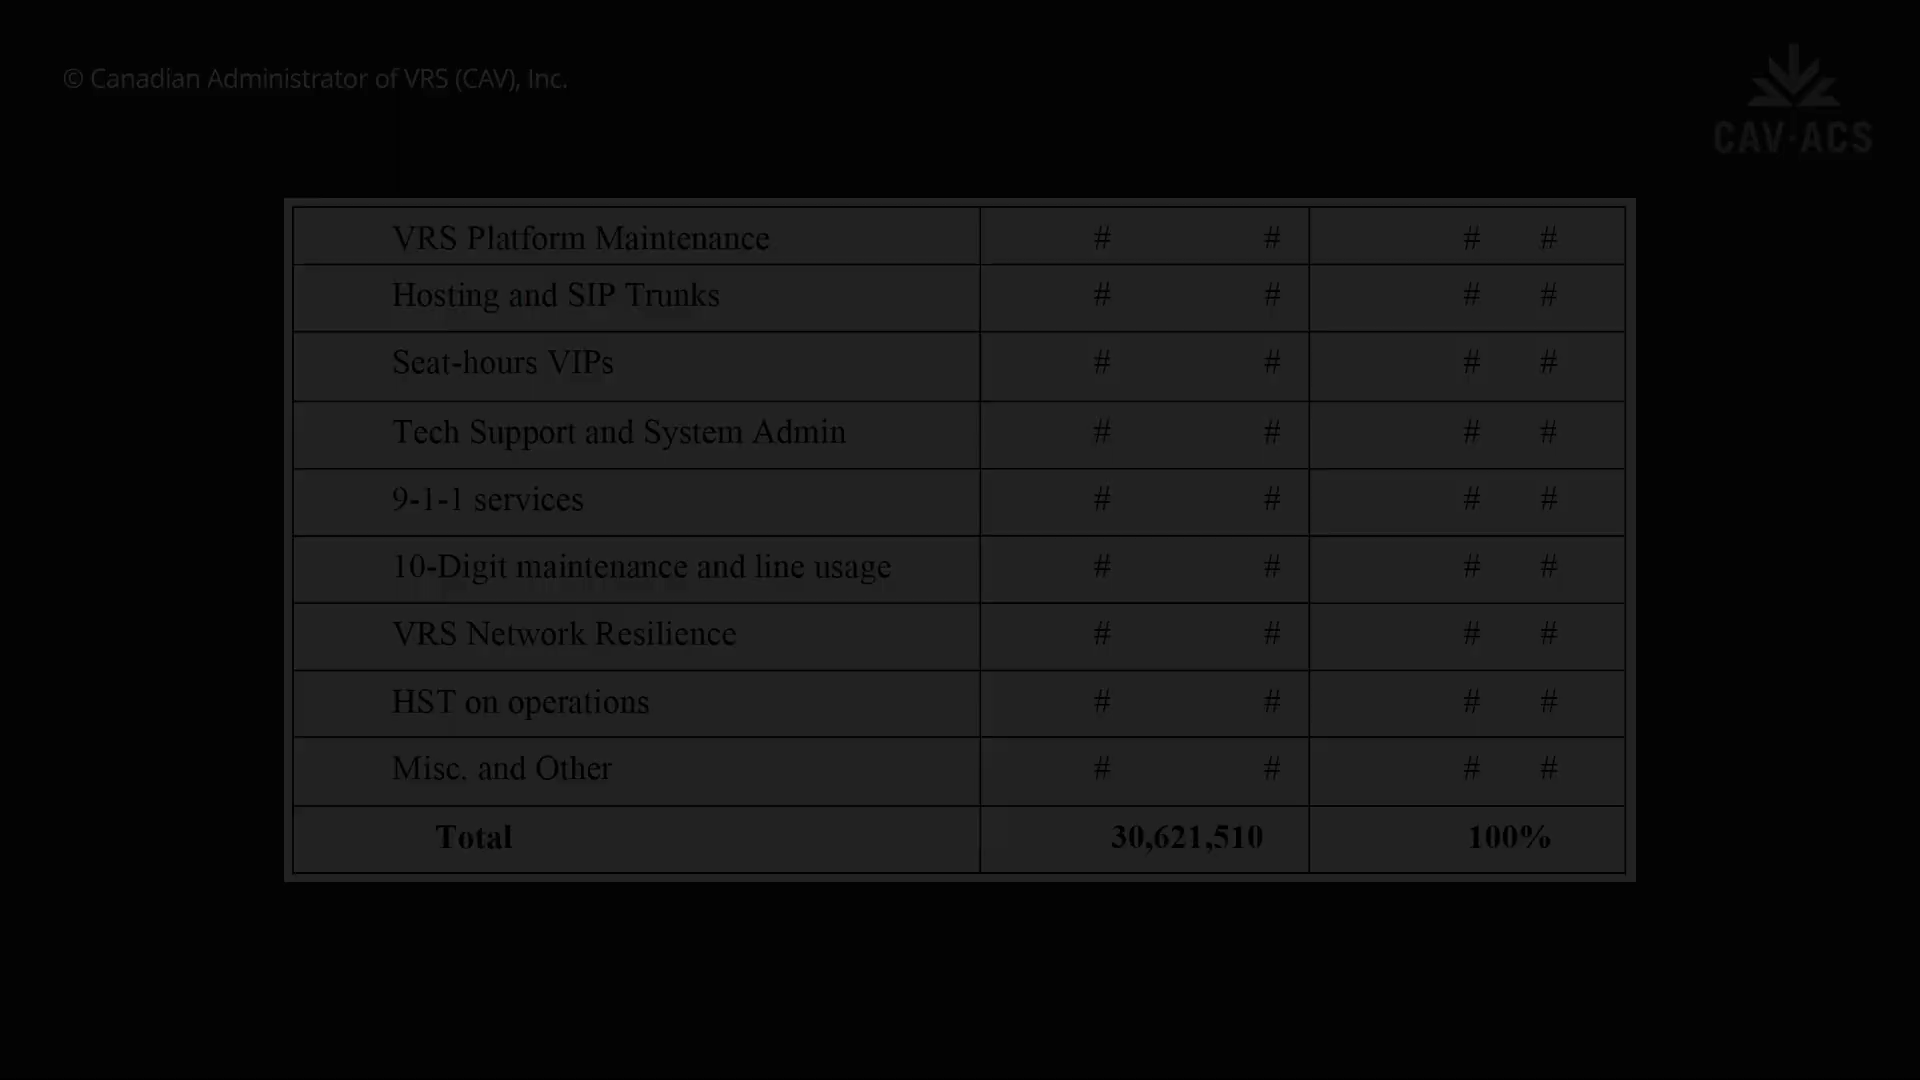 © Canadian Administrator of VRS (CAV), Inc.
CAV·ACS
VRS Platform Maintenance # # # #
Hosting and SIP Trunks # # # #
Seat-hours VIPs # # # #
Tech Support and System Admin # # # #
9-1-1 services # # # #
10-Digit maintenance and line usage # # # #
VRS Network Resilience # # # #
HST on operations # # # #
Misc. and Other # # # #
Total 30,621,510 100%